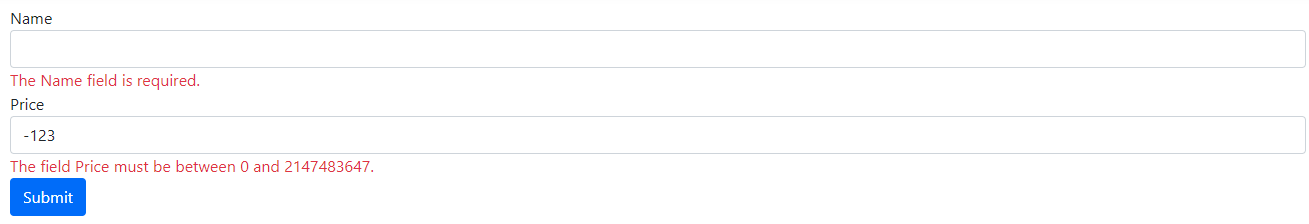 Name
The Name field is required.
Price
-123
The field Price must be between 0 and 2147483647.
Submit